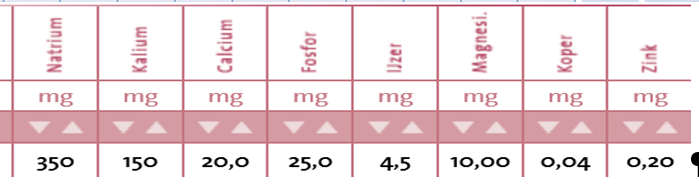 Natrium Kalium Calcium Fosfor IJzer Magnesi. Koper Zink
mg mg mg mg mg mg mg mg
350 150 20,0 25,0 4,5 10,00 0,04 0,20